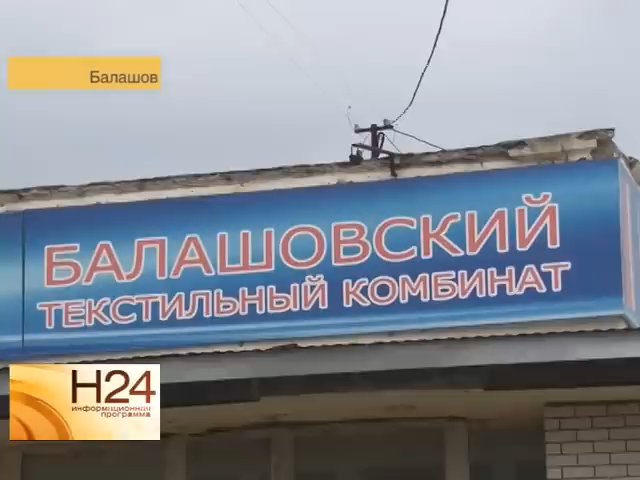 Балашов
БАЛАШОВСКИЙ
ТЕКСТИЛЬНЫЙ КОМБИНАТ
Н24
информационная
программа